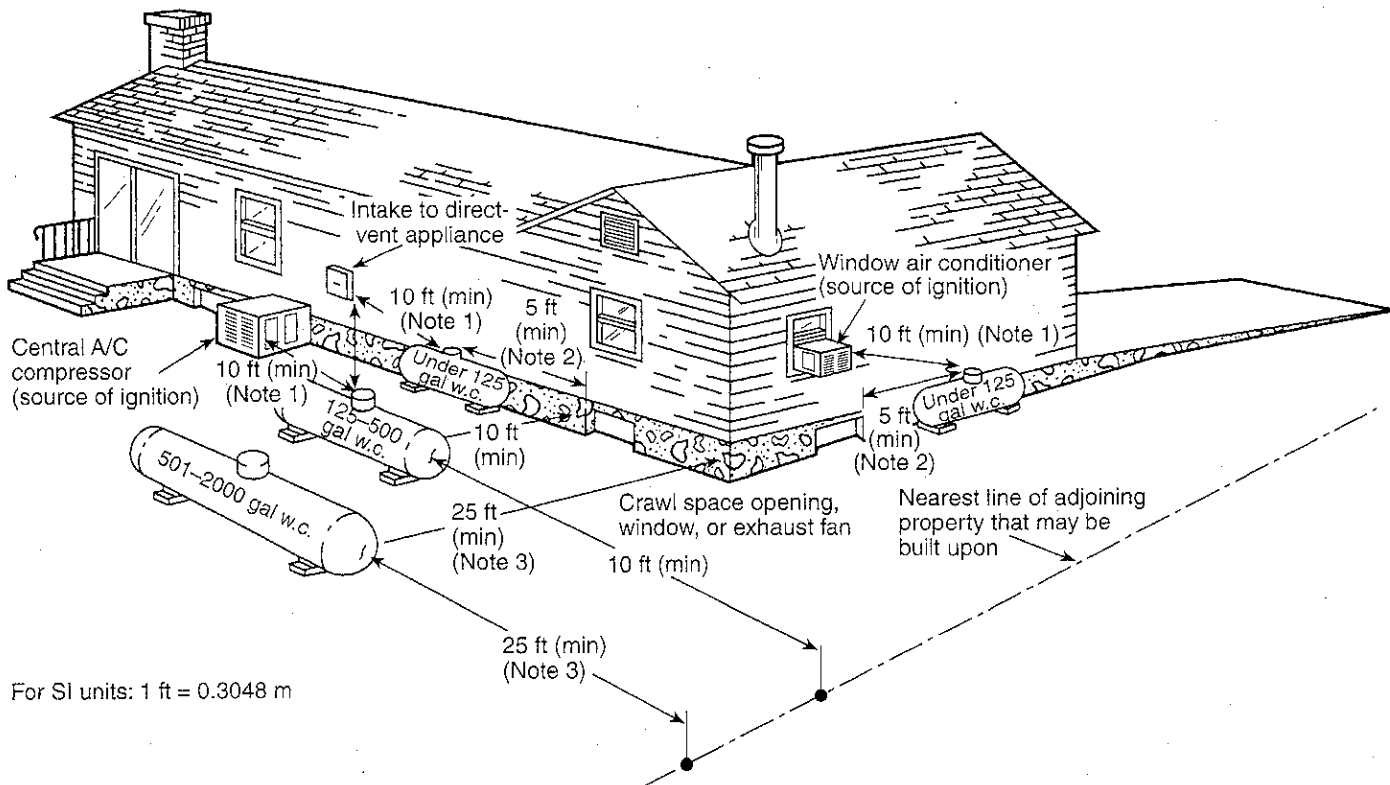 Intake to direct-
vent appliance
10 ft (min)
(Note 1)
5 ft
(min)
(Note 2)
Window air conditioner
(source of ignition)
10 ft (min) (Note 1)
Central A/C
compressor
(source of ignition)
10 ft (min)
(Note 1)
Under 125
gal w.c.
Under 125
gal w.c.
5 ft
(min)
(Note 2)
125–500
gal w.c.
10 ft
(min)
501–2000 gal w.c.
25 ft
(min)
(Note 3)
Crawl space opening,
window, or exhaust fan
Nearest line of adjoining
property that may be
built upon
10 ft (min)
25 ft (min)
(Note 3)
For SI units: 1 ft = 0.3048 m